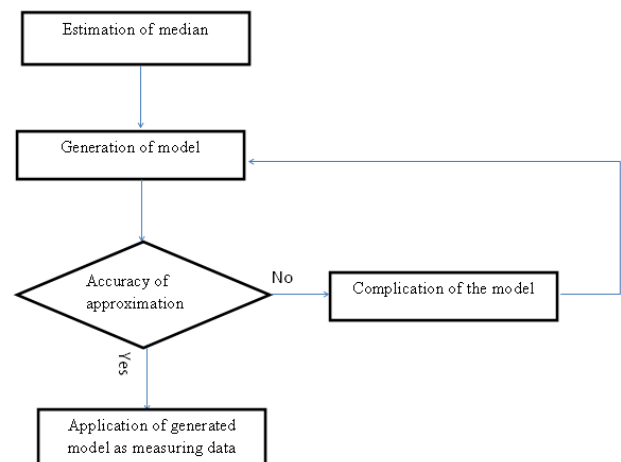 Estimation of median
Generation of model
Accuracy of
approximation
No
Complication of the model
Yes
Application of generated
model as measuring data